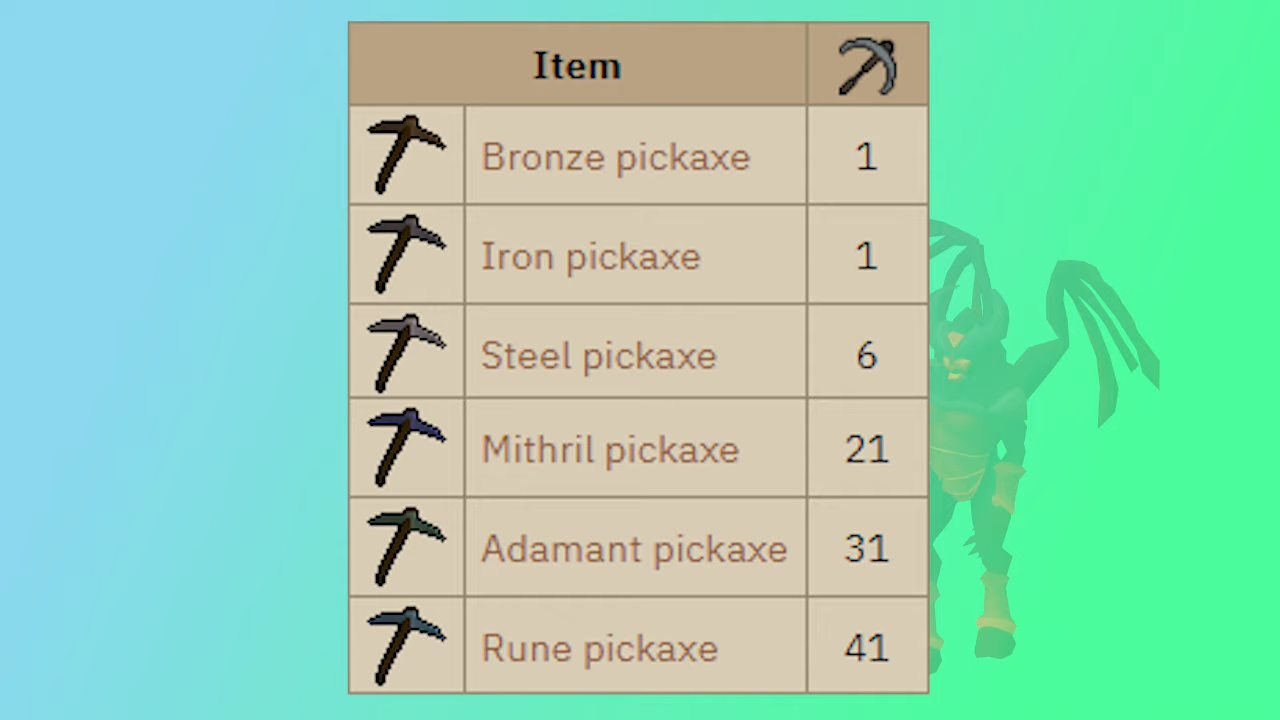 Item
Bronze pickaxe 1
Iron pickaxe 1
Steel pickaxe 6
Mithril pickaxe 21
Adamant pickaxe 31
Rune pickaxe 41